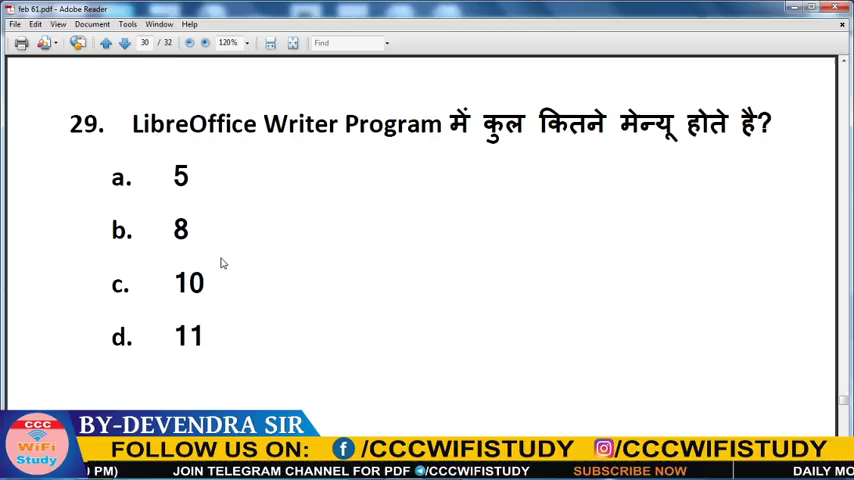 feb 61.pdf - Adobe Reader
File Edit View Document Tools Window Help
30 / 32 120% Find
29. LibreOffice Writer Program में कुल कितने मेन्यू होते है?
a. 5
b. 8
c. 10
d. 11
CCC
WiFi
Study
BY-DEVENDRA SIR
FOLLOW US ON: f /CCCWIFISTUDY /CCCWIFISTUDY
0 PM) JOIN TELEGRAM CHANNEL FOR PDF /CCCWIFISTUDY SUBSCRIBE NOW DAILY MO